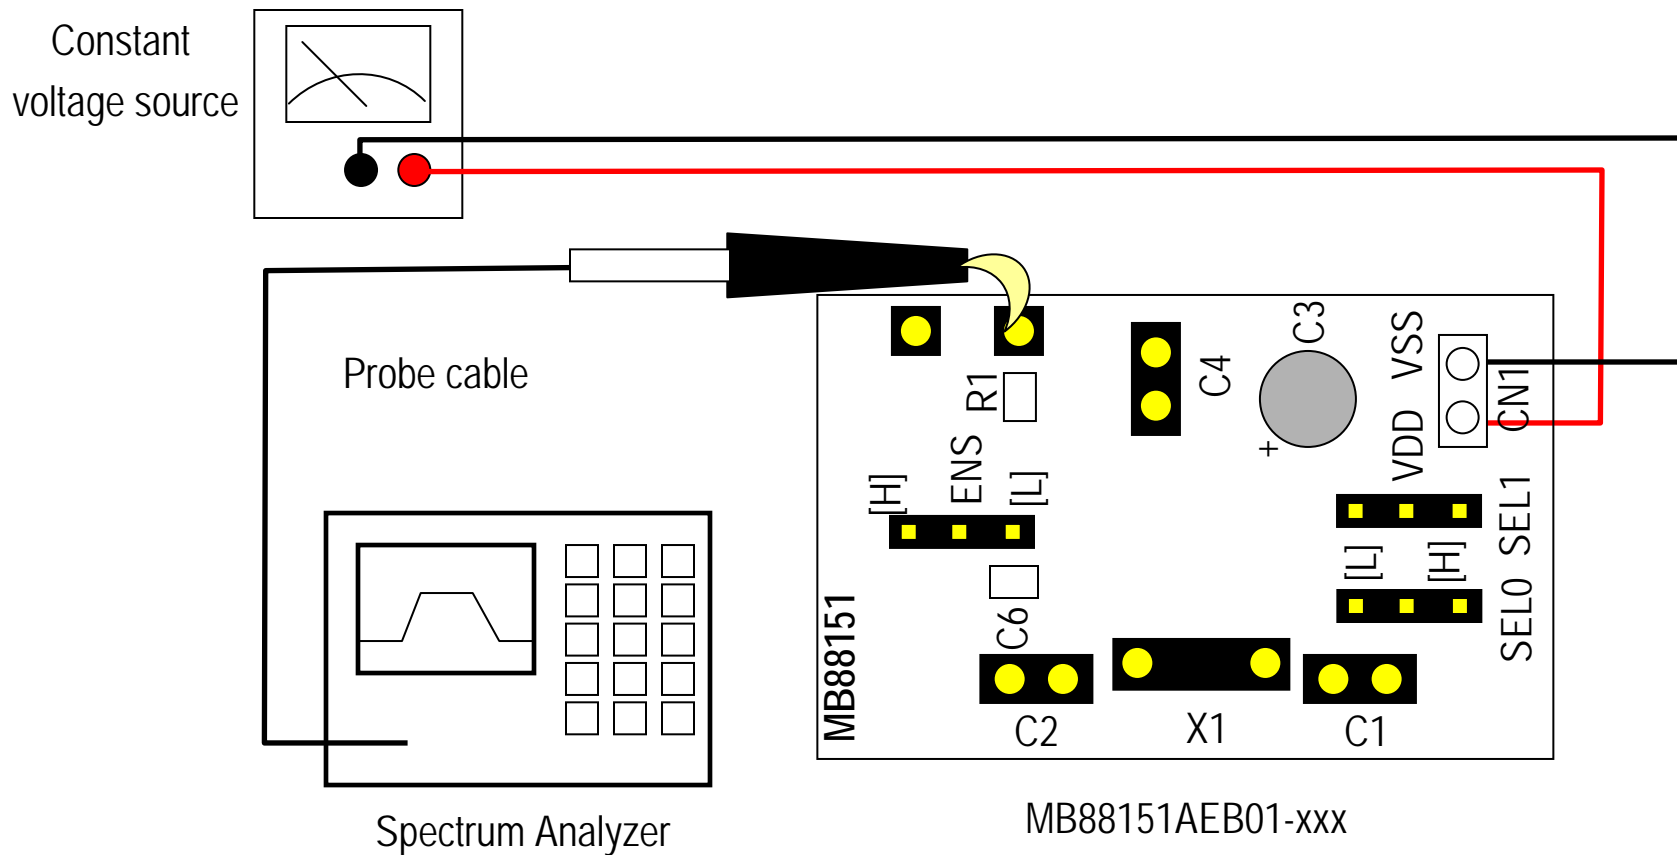 Constant
voltage source
Probe cable
Spectrum Analyzer
R1
C4
C3
+
VDD VSS
CN1
[H]
ENS
[L]
[L]
[H]
SEL0 SEL1
C6
MB88151
C2
X1
C1
MB88151AEB01-xxx